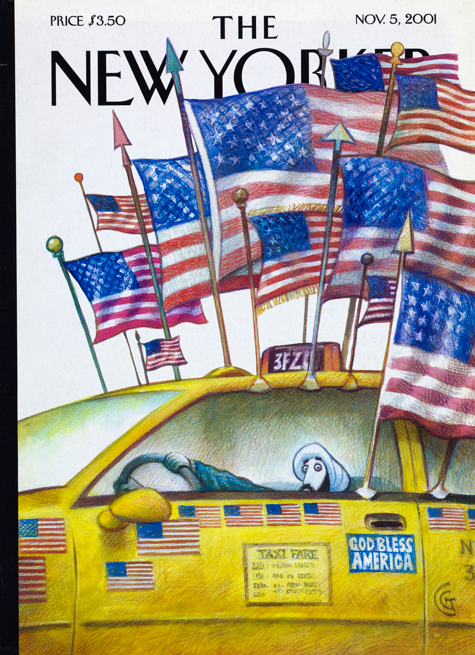 PRICE $3.50
THE
NOV. 5, 2001
NEW YORKER
3FZ
TAXI FARE
GOD BLESS
AMERICA